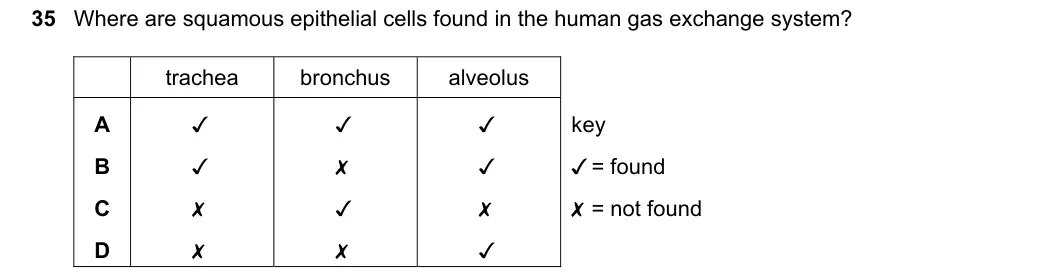 35 Where are squamous epithelial cells found in the human gas exchange system?
trachea bronchus alveolus
A ✓ ✓ ✓ key
B ✓ ✗ ✓ ✓ = found
C ✗ ✓ ✗ ✗ = not found
D ✗ ✗ ✓